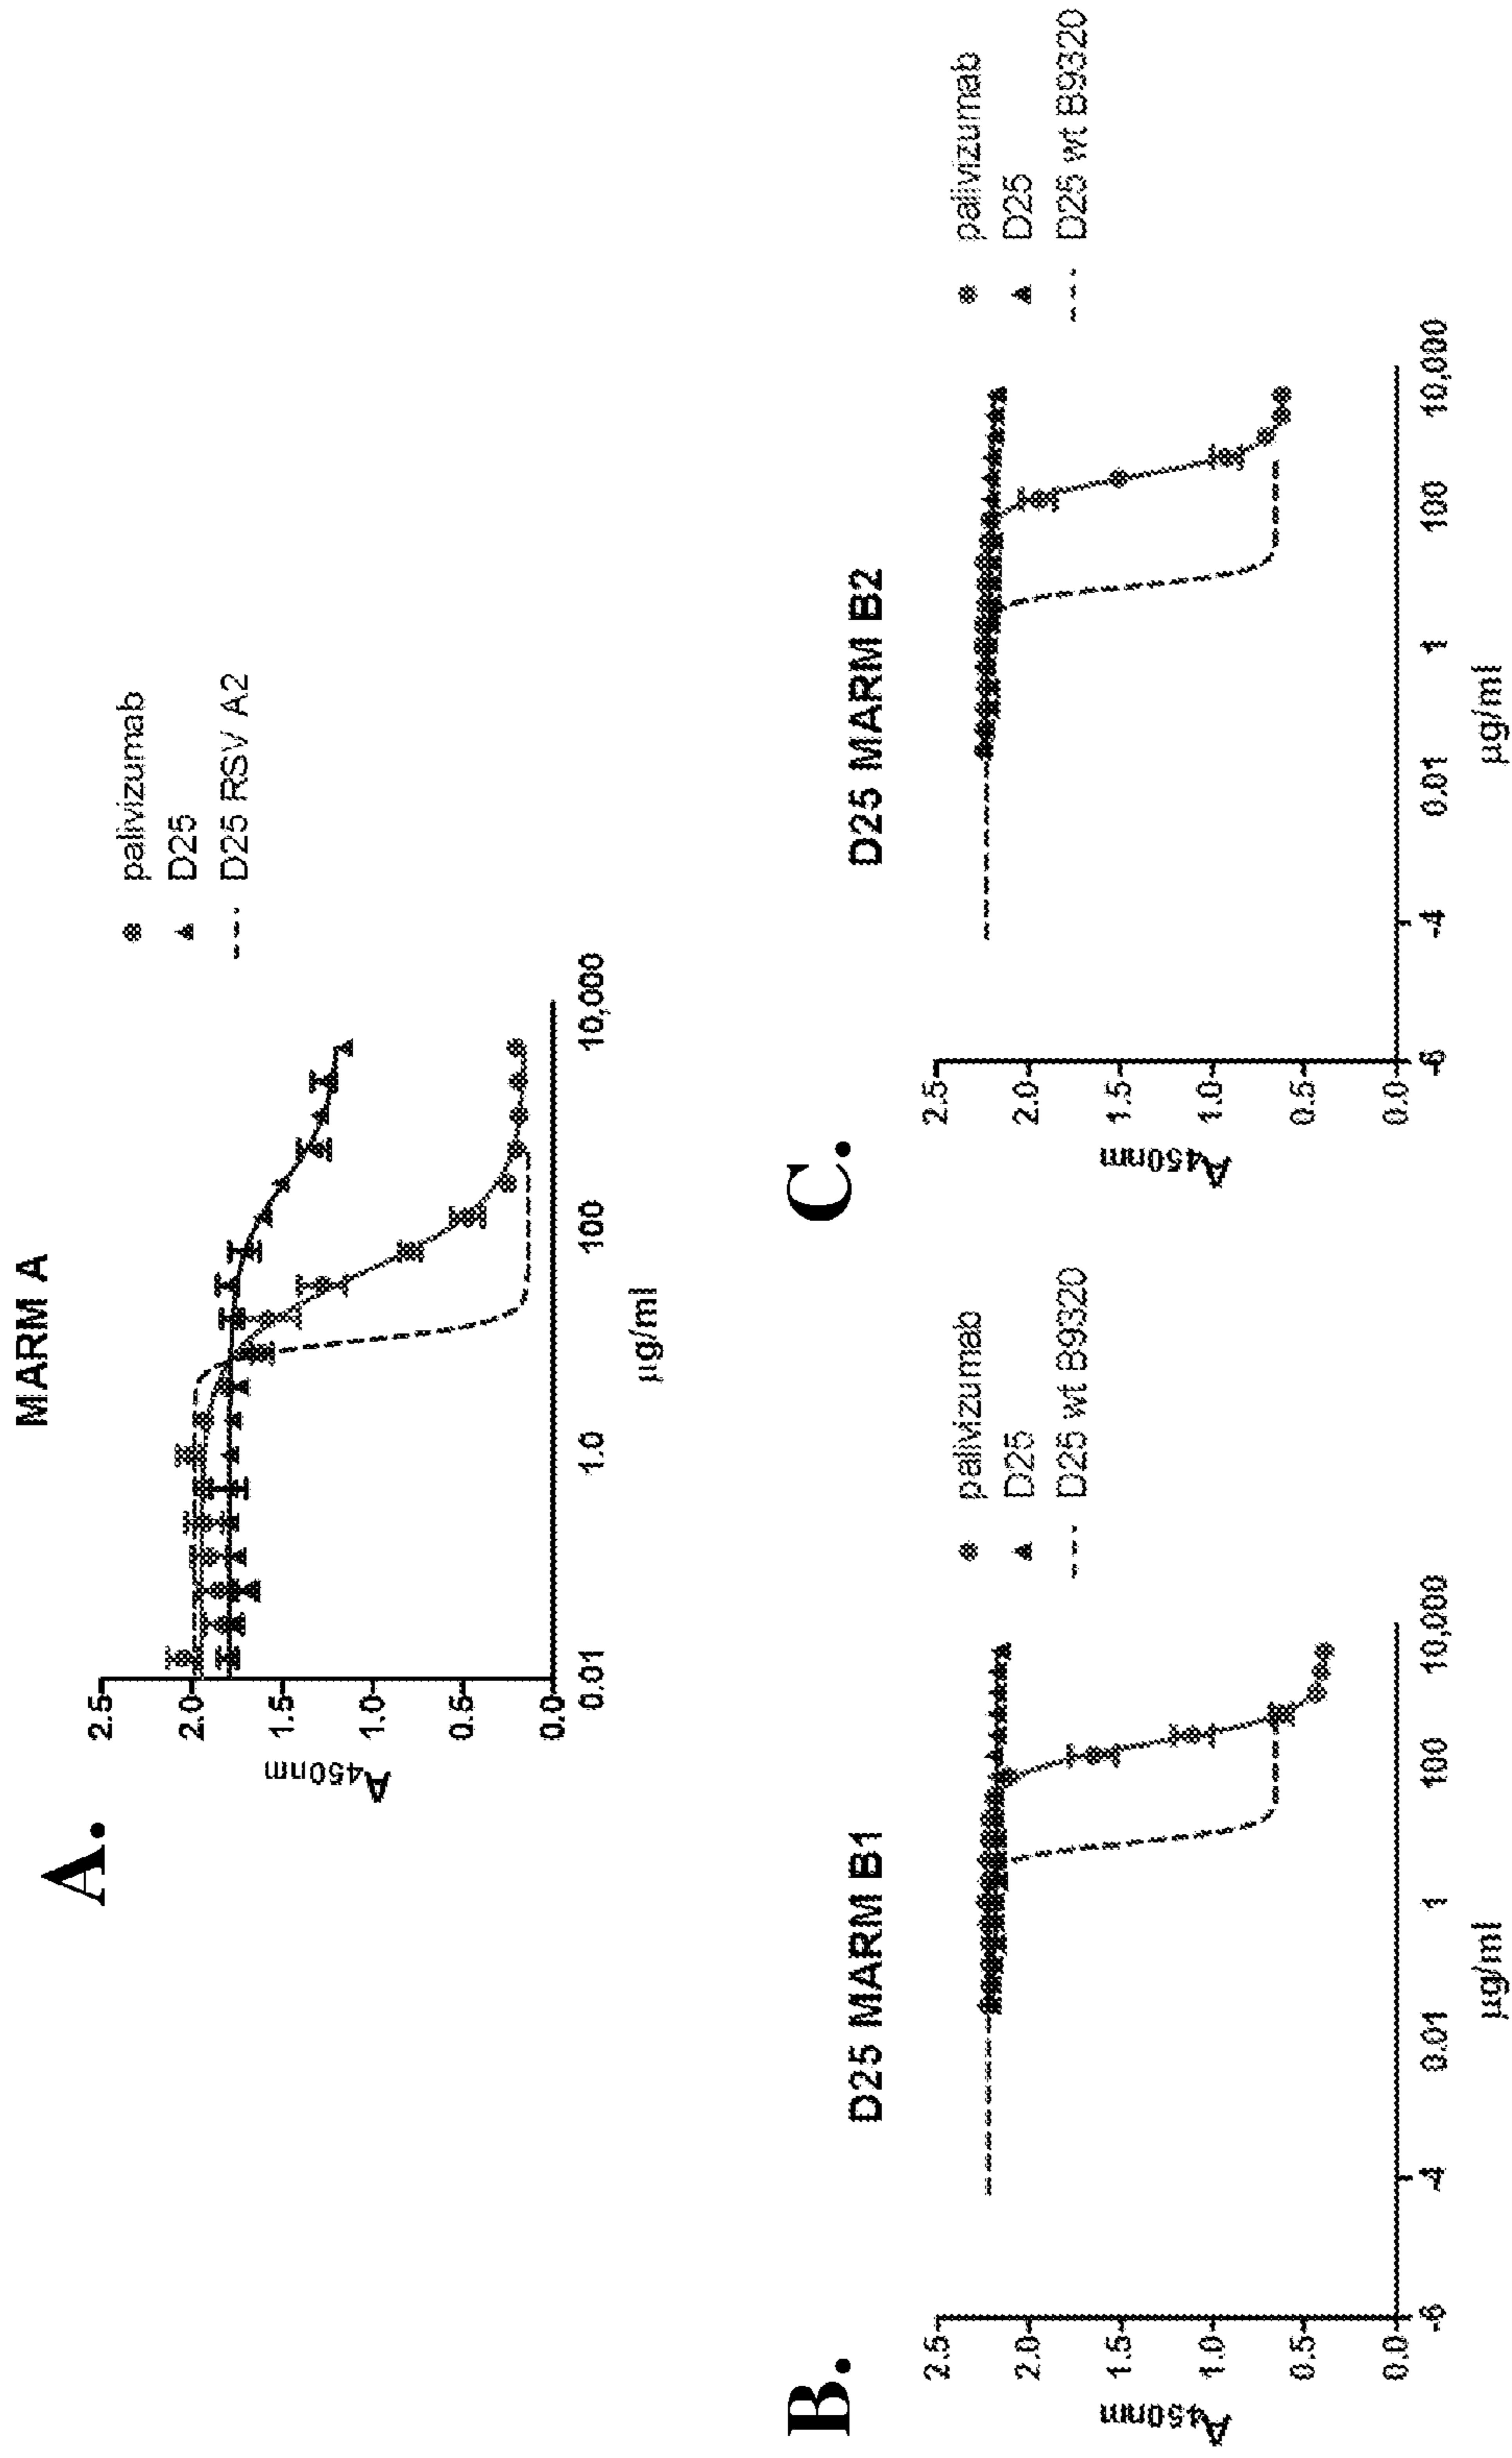 A.
MARM A
A450nm
2.5
2.0
1.5
1.0
0.5
0.0
0.01
1.0
100
10,000
µg/ml
palivizumab
D25
D25 RSV A2
B.
D25 MARM B1
A450nm
2.5
2.0
1.5
1.0
0.5
0.0
-6
-4
0.01
1
100
10,000
µg/ml
palivizumab
D25
D25 wt B9320
C.
D25 MARM B2
A450nm
2.5
2.0
1.5
1.0
0.5
0.0
-6
-4
0.01
1
100
10,000
µg/ml
palivizumab
D25
D25 wt B9320